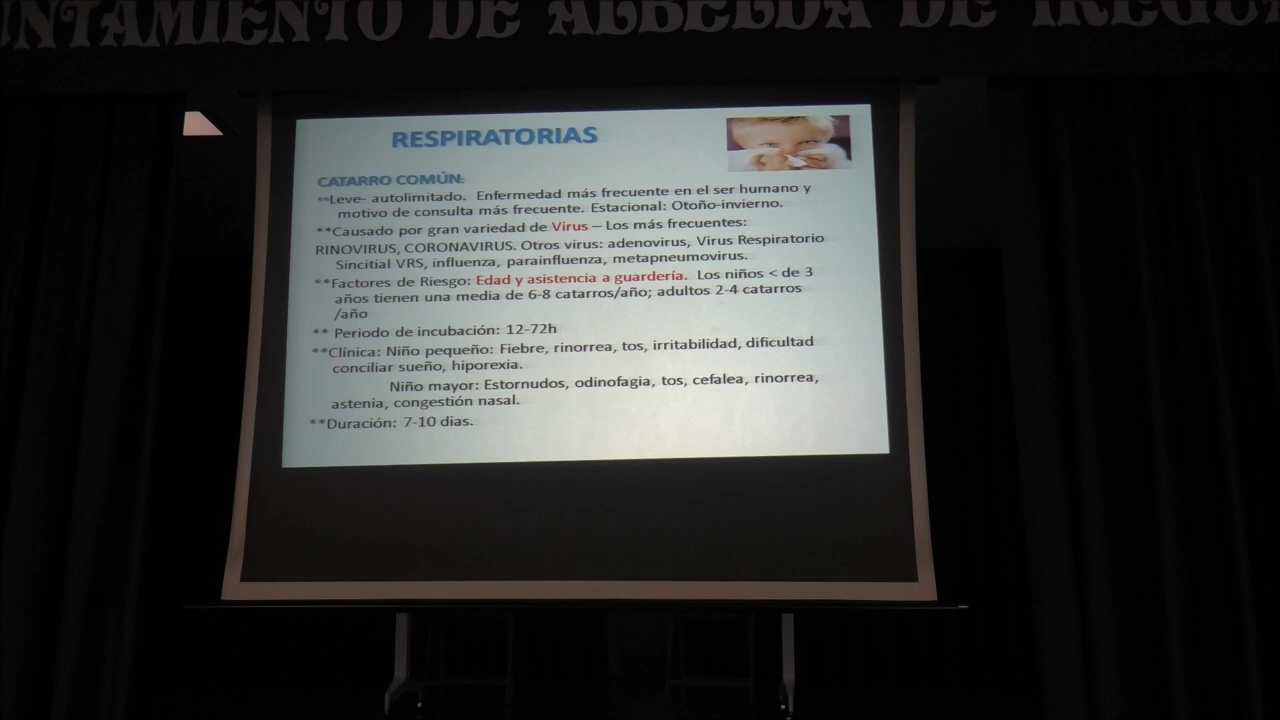 UNTAMIENTO DE ALBELDA DE IREGU
RESPIRATORIAS
CATARRO COMÚN:
**Leve- autolimitado. Enfermedad más frecuente en el ser humano y
motivo de consulta más frecuente. Estacional: Otoño-invierno.
**Causado por gran variedad de Virus – Los más frecuentes:
RINOVIRUS, CORONAVIRUS. Otros virus: adenovirus, Virus Respiratorio
Sincitial VRS, influenza, parainfluenza, metapneumovirus.
**Factores de Riesgo: Edad y asistencia a guardería. Los niños < de 3
años tienen una media de 6-8 catarros/año; adultos 2-4 catarros
/año
** Periodo de incubación: 12-72h
**Clínica: Niño pequeño: Fiebre, rinorrea, tos, irritabilidad, dificultad
conciliar sueño, hiporexia.
Niño mayor: Estornudos, odinofagia, tos, cefalea, rinorrea,
astenia, congestión nasal.
**Duración: 7-10 dias.